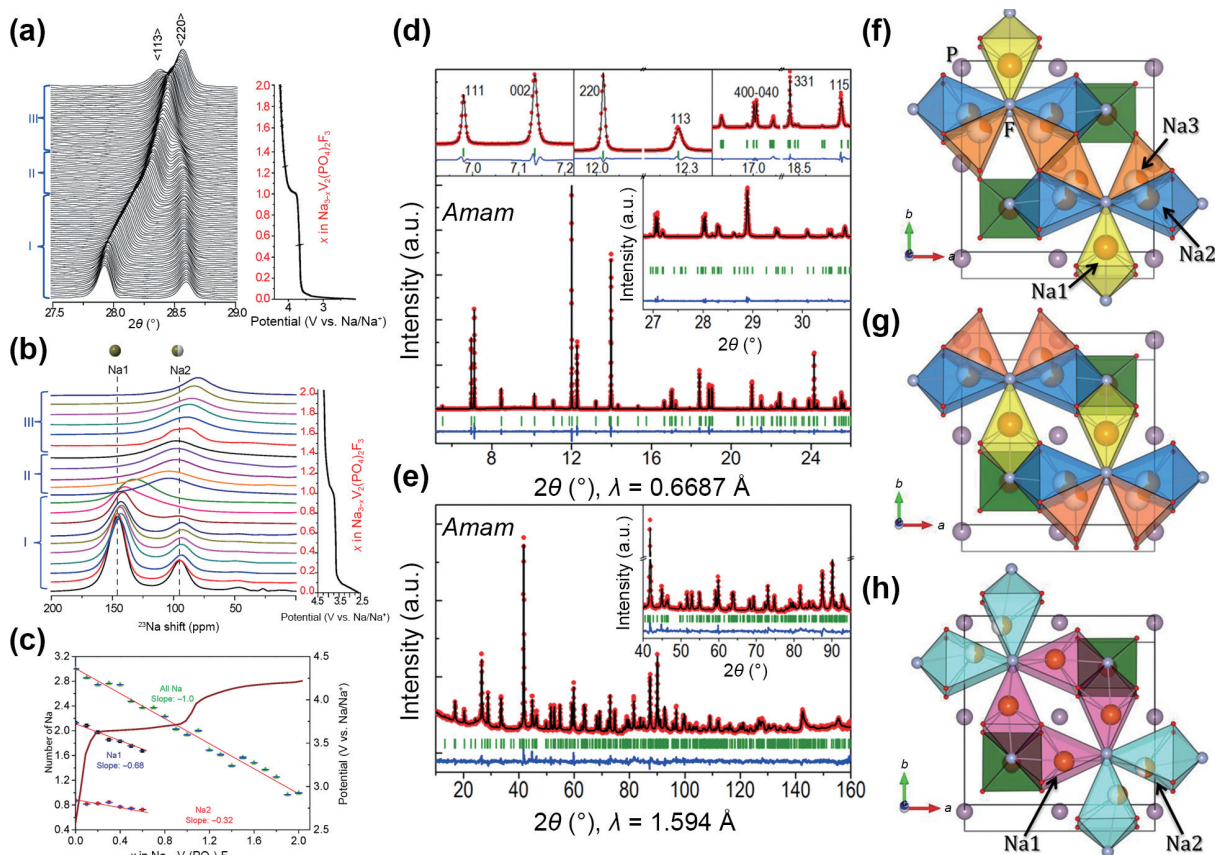 (a)
<113>
<220>
III
II
I
27.5 28.0 28.5 29.0
2θ (°)
2.0
1.8
1.6
1.4
1.2
1.0
0.8
0.6
0.4
0.2
0.0
x in Na3–xV2(PO4)2F3
4 3
Potential (V vs. Na/Na+)
(b)
Na1 Na2
III
II
I
200 150 100 50 0
23Na shift (ppm)
2.0
1.8
1.6
1.4
1.2
1.0
0.8
0.6
0.4
0.2
0.0
x in Na3–xV2(PO4)2F3
4.5 3.5 2.5
Potential (V vs. Na/Na+)
(c)
3.2
2.8
2.4
2.0
1.6
1.2
0.8
0.4
Number of Na
All Na
Slope: –1.0
Na1
Slope: –0.68
Na2
Slope: –0.32
4.5
4.0
3.5
3.0
2.5
Potential (V vs. Na/Na+)
0.0 0.4 0.8 1.2 1.6 2.0
(d)
111
002
220
113
400-040
331
115
7,0 7,1 7,2 12.0 12.3 17.0 18.5
Amam
Intensity (a.u.)
Intensity (a.u.)
27 28 29 30
2θ (°)
6 8 10 12 14 16 18 20 22 24 26
2θ (°), λ = 0.6687 Å
(e)
Amam
Intensity (a.u.)
Intensity (a.u.)
40 50 60 70 80 90
2θ (°)
20 40 60 80 100 120 140 160
2θ (°), λ = 1.594 Å
(f)
P
F
Na3
Na2
Na1
b
a
(g)
b
a
(h)
Na1
Na2
b
a